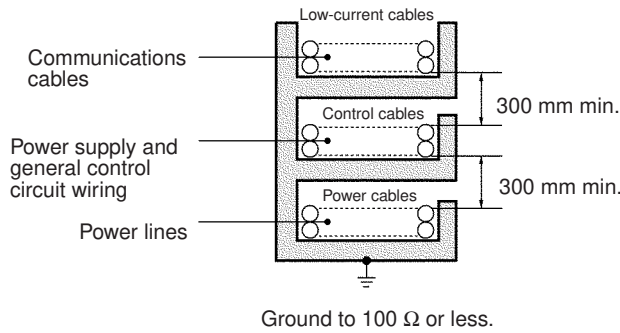 Low-current cables
Communications
cables
300 mm min.
Control cables
Power supply and
general control
circuit wiring
300 mm min.
Power cables
Power lines
Ground to 100 Ω or less.